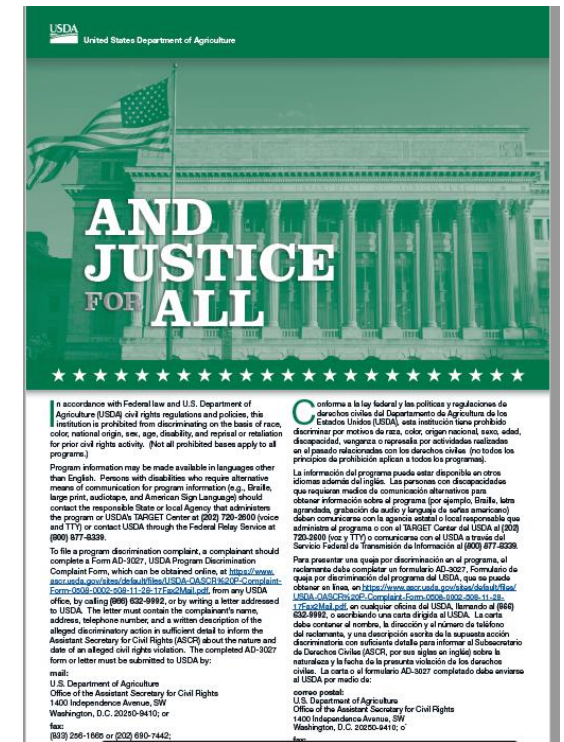 USDA
United States Department of Agriculture
AND
JUSTICE
FOR ALL
In accordance with Federal law and U.S. Department of
Agriculture (USDA) civil rights regulations and policies, this
institution is prohibited from discriminating on the basis of race,
color, national origin, sex, age, disability, and reprisal or retaliation
for prior civil rights activity. (Not all prohibited bases apply to all
programs.)
Program information may be made available in languages other
than English. Persons with disabilities who require alternative
means of communication for program information (e.g., Braille,
large print, audiotape, and American Sign Language) should
contact the responsible State or local Agency that administers
the program or USDA's TARGET Center at (202) 720-2600 (voice
and TTY) or contact USDA through the Federal Relay Service at
(800) 877-8339.
To file a program discrimination complaint, a complainant should
complete a Form AD-3027, USDA Program Discrimination
Complaint Form, which can be obtained online, at https://www.
ascr.usda.gov/sites/default/files/USDA-OASCR%20P-Complaint-
Form-0508-0002-508-11-28-17Fax2Mail.pdf, from any USDA
office, by calling (866) 632-9992, or by writing a letter addressed
to USDA. The letter must contain the complainant's name,
address, telephone number, and a written description of the
alleged discriminatory action in sufficient detail to inform the
Assistant Secretary for Civil Rights (ASCR) about the nature and
date of an alleged civil rights violation. The completed AD-3027
form or letter must be submitted to USDA by:
mail:
U.S. Department of Agriculture
Office of the Assistant Secretary for Civil Rights
1400 Independence Avenue, SW
Washington, D.C. 20250-9410; or
fax:
(833) 256-1665 or (202) 690-7442;
Conforme a la ley federal y las políticas y regulaciones de
derechos civiles del Departamento de Agricultura de los
Estados Unidos (USDA), esta institución tiene prohibido
discriminar por motivos de raza, color, origen nacional, sexo, edad,
discapacidad, venganza o represalia por actividades realizadas
en el pasado relacionadas con los derechos civiles (no todos los
principios de prohibición aplican a todos los programas).
La información del programa puede estar disponible en otros
idiomas además del inglés. Las personas con discapacidades
que requieran medios de comunicación alternativos para
obtener información sobre el programa (por ejemplo, Braille, letra
agrandada, grabación de audio y lenguaje de señas americano)
deben comunicarse con la agencia estatal o local responsable que
administra el programa o con el TARGET Center del USDA al (202)
720-2600 (voz y TTY) o comunicarse con el USDA a través del
Servicio Federal de Transmisión de Información al (800) 877-8339.
Para presentar una queja por discriminación en el programa, el
reclamante debe completar un formulario AD-3027, Formulario de
queja por discriminación del programa del USDA, que se puede
obtener en línea, en https://www.ascr.usda.gov/sites/default/files/
USDA-OASCR%20P-Complaint-Form-0508-0002-508-11-28-
17Fax2Mail.pdf, en cualquier oficina del USDA, llamando al (866)
632-9992, o escribiendo una carta dirigida al USDA. La carta
debe contener el nombre, la dirección y el número de teléfono
del reclamante, y una descripción escrita de la supuesta acción
discriminatoria con suficiente detalle para informar al Subsecretario
de Derechos Civiles (ASCR, por sus siglas en inglés) sobre la
naturaleza y la fecha de la presunta violación de los derechos
civiles. La carta o el formulario AD-3027 completado debe enviarse
al USDA por medio de:
correo postal:
U.S. Department of Agriculture
Office of the Assistant Secretary for Civil Rights
1400 Independence Avenue, SW
Washington, D.C. 20250-9410; o'
fax: